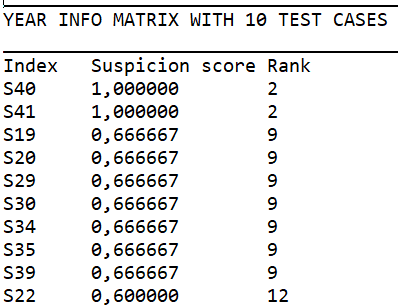 YEAR INFO MATRIX WITH 10 TEST CASES
Index Suspicion score Rank
S40 1,000000 2
S41 1,000000 2
S19 0,666667 9
S20 0,666667 9
S29 0,666667 9
S30 0,666667 9
S34 0,666667 9
S35 0,666667 9
S39 0,666667 9
S22 0,600000 12